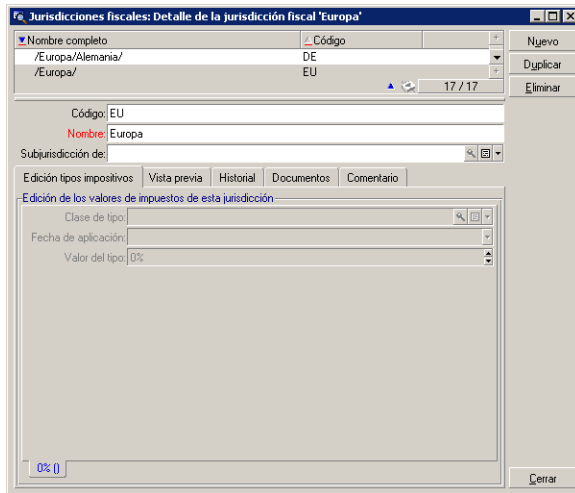 Jurisdicciones fiscales: Detalle de la jurisdicción fiscal 'Europa'
Nombre completo Código
/Europa/Alemania/ DE
/Europa/ EU
17 / 17
Nuevo
Duplicar
Eliminar
Código: EU
Nombre: Europa
Subjurisdicción de:
Edición tipos impositivos Vista previa Historial Documentos Comentario
Edición de los valores de impuestos de esta jurisdicción
Clase de tipo:
Fecha de aplicación:
Valor del tipo: 0%
0% ()
Cerrar